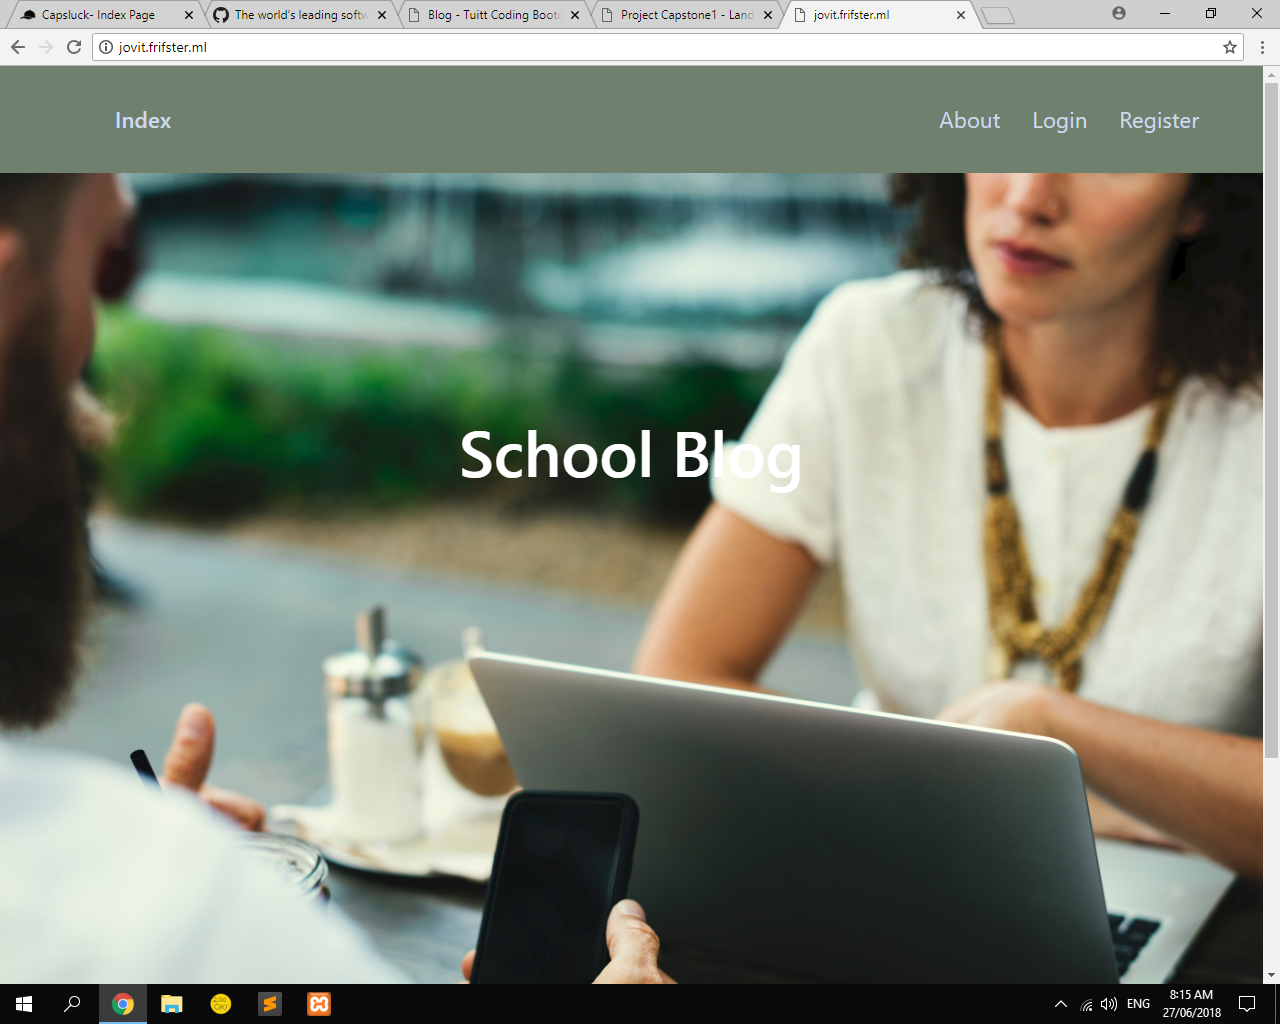 Capsluck- Index Page
The world's leading softw
Blog - Tuitt Coding Bootc
Project Capstone1 - Land
jovit.frifster.ml
jovit.frifster.ml
Index
About
Login
Register
School Blog
ENG
8:15 AM
27/06/2018